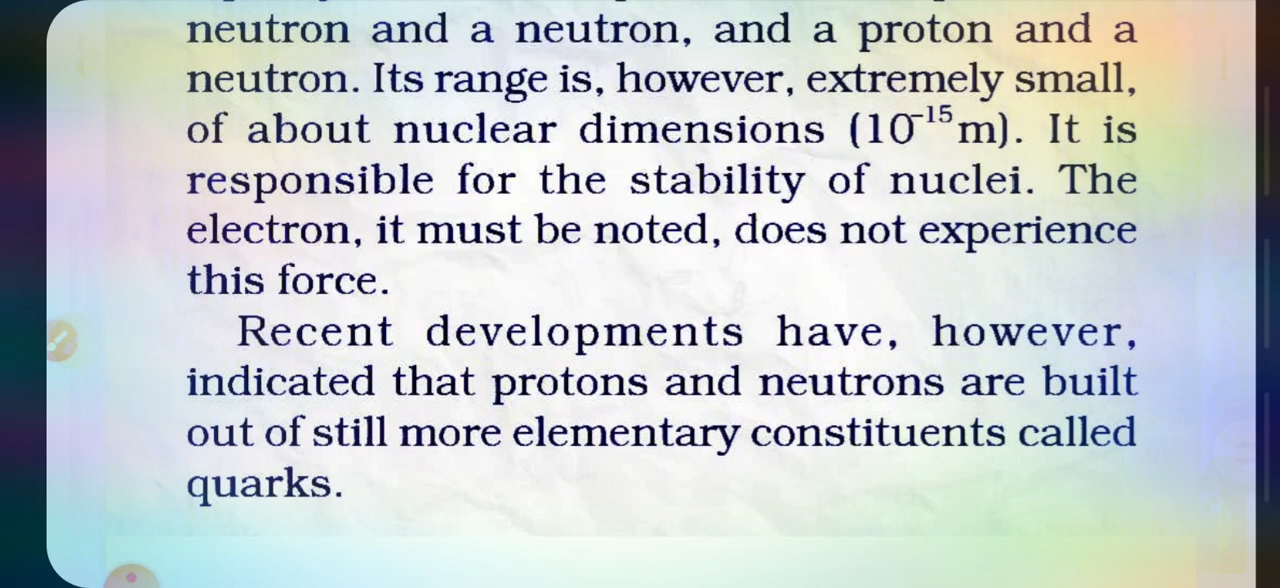 neutron and a neutron, and a proton and a
neutron. Its range is, however, extremely small,
of about nuclear dimensions (10⁻¹⁵m). It is
responsible for the stability of nuclei. The
electron, it must be noted, does not experience
this force.
Recent developments have, however,
indicated that protons and neutrons are built
out of still more elementary constituents called
quarks.